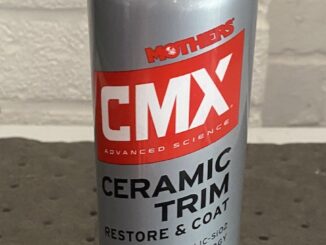 MOTHERS
CMX
ADVANCED SCIENCE
CERAMIC
TRIM
RESTORE & COAT